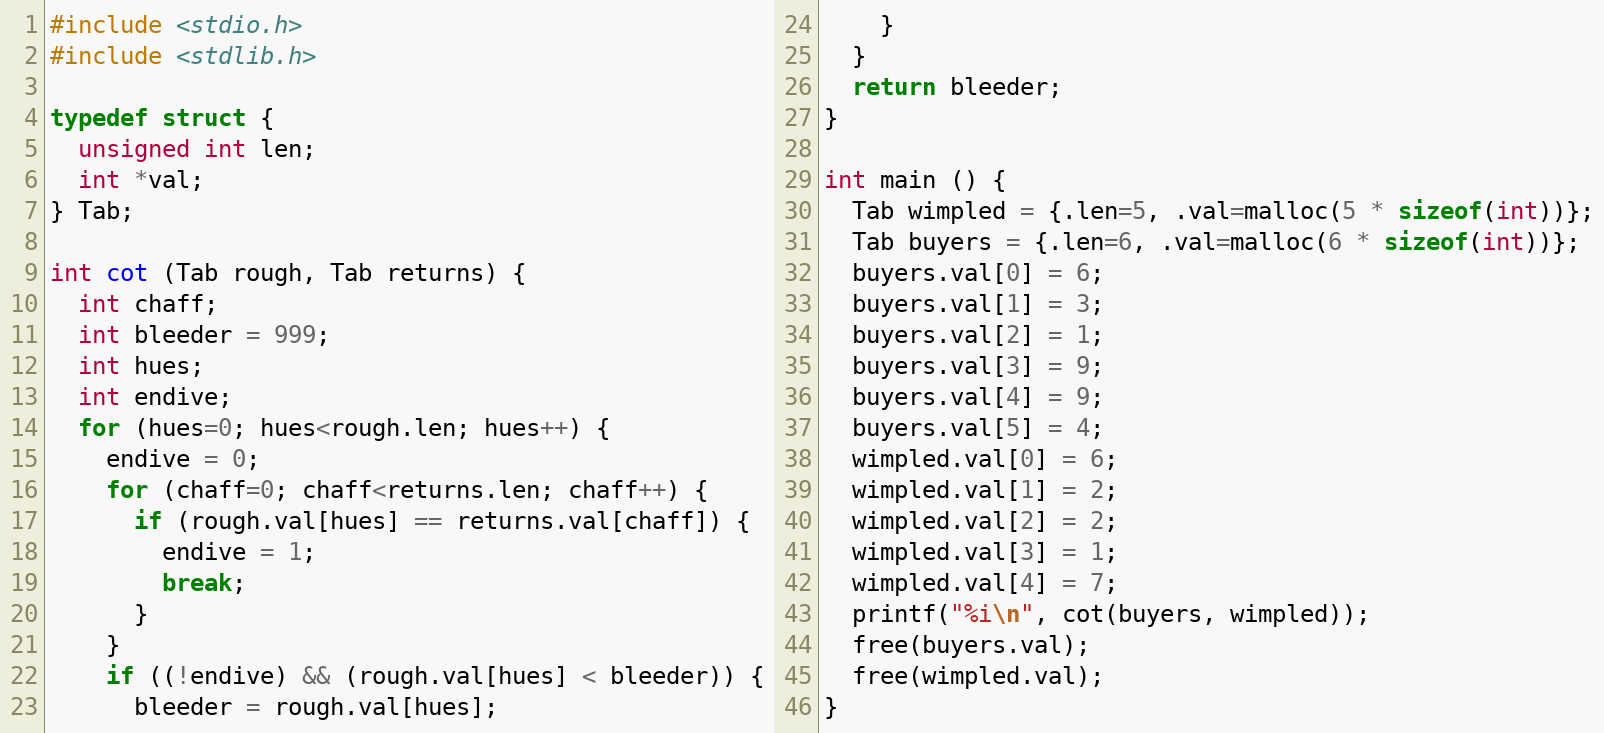 1 #include <stdio.h>
2 #include <stdlib.h>
3
4 typedef struct {
5   unsigned int len;
6   int *val;
7 } Tab;
8
9 int cot (Tab rough, Tab returns) {
10   int chaff;
11   int bleeder = 999;
12   int hues;
13   int endive;
14   for (hues=0; hues<rough.len; hues++) {
15     endive = 0;
16     for (chaff=0; chaff<returns.len; chaff++) {
17       if (rough.val[hues] == returns.val[chaff]) {
18         endive = 1;
19         break;
20       }
21     }
22     if ((!endive) && (rough.val[hues] < bleeder)) {
23       bleeder = rough.val[hues];
24     }
25   }
26   return bleeder;
27 }
28
29 int main () {
30   Tab wimpled = {.len=5, .val=malloc(5 * sizeof(int))};
31   Tab buyers = {.len=6, .val=malloc(6 * sizeof(int))};
32   buyers.val[0] = 6;
33   buyers.val[1] = 3;
34   buyers.val[2] = 1;
35   buyers.val[3] = 9;
36   buyers.val[4] = 9;
37   buyers.val[5] = 4;
38   wimpled.val[0] = 6;
39   wimpled.val[1] = 2;
40   wimpled.val[2] = 2;
41   wimpled.val[3] = 1;
42   wimpled.val[4] = 7;
43   printf("%i\n", cot(buyers, wimpled));
44   free(buyers.val);
45   free(wimpled.val);
46 }